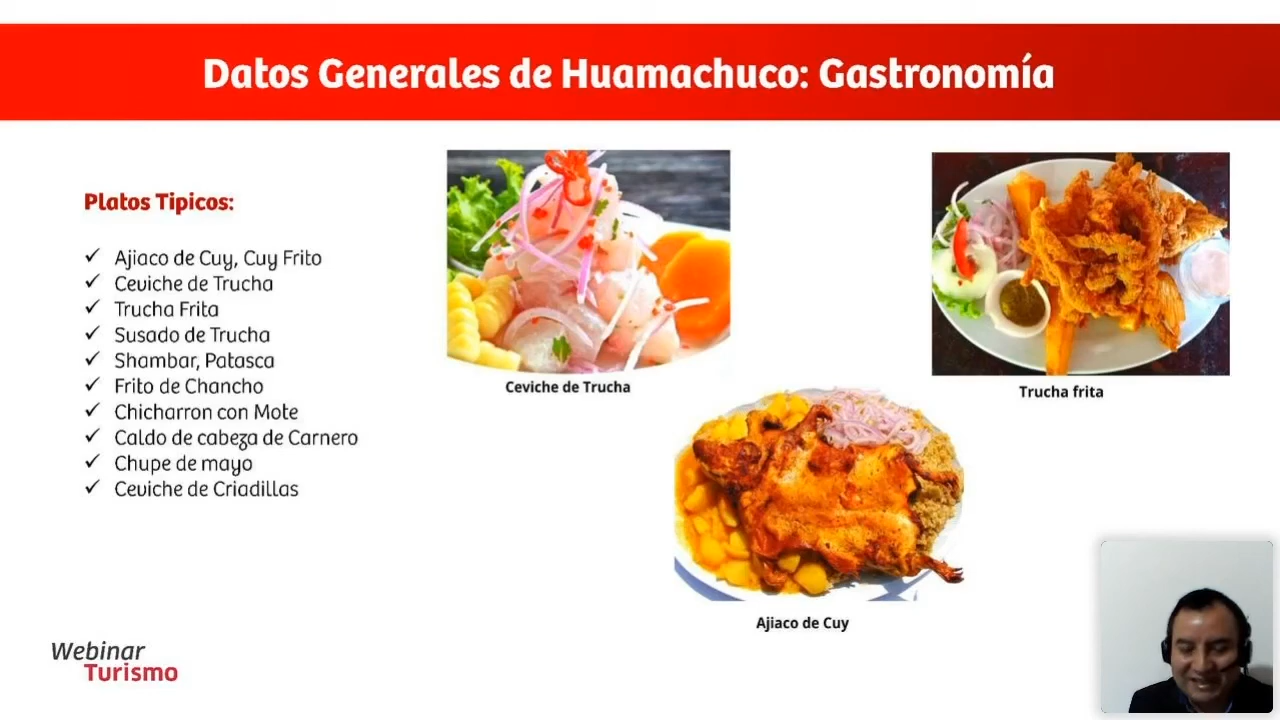 Datos Generales de Huamachuco: Gastronomía
Platos Tipicos:
✓ Ajiaco de Cuy, Cuy Frito
✓ Ceviche de Trucha
✓ Trucha Frita
✓ Susado de Trucha
✓ Shambar, Patasca
✓ Frito de Chancho
✓ Chicharron con Mote
✓ Caldo de cabeza de Carnero
✓ Chupe de mayo
✓ Ceviche de Criadillas
Ceviche de Trucha
Trucha frita
Ajiaco de Cuy
Webinar
Turismo